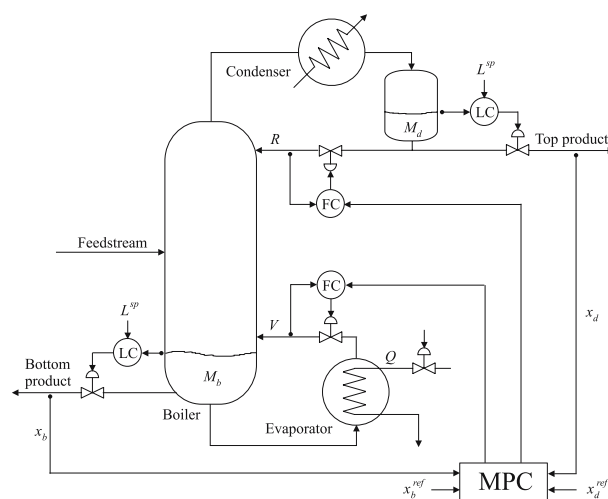 Condenser
L^{sp}
M_d
LC
Top product
R
FC
Feedstream
FC
L^{sp}
V
x_d
LC
Bottom
product
M_b
Q
Boiler
Evaporator
x_b
MPC
x_b^{ref}
x_d^{ref}